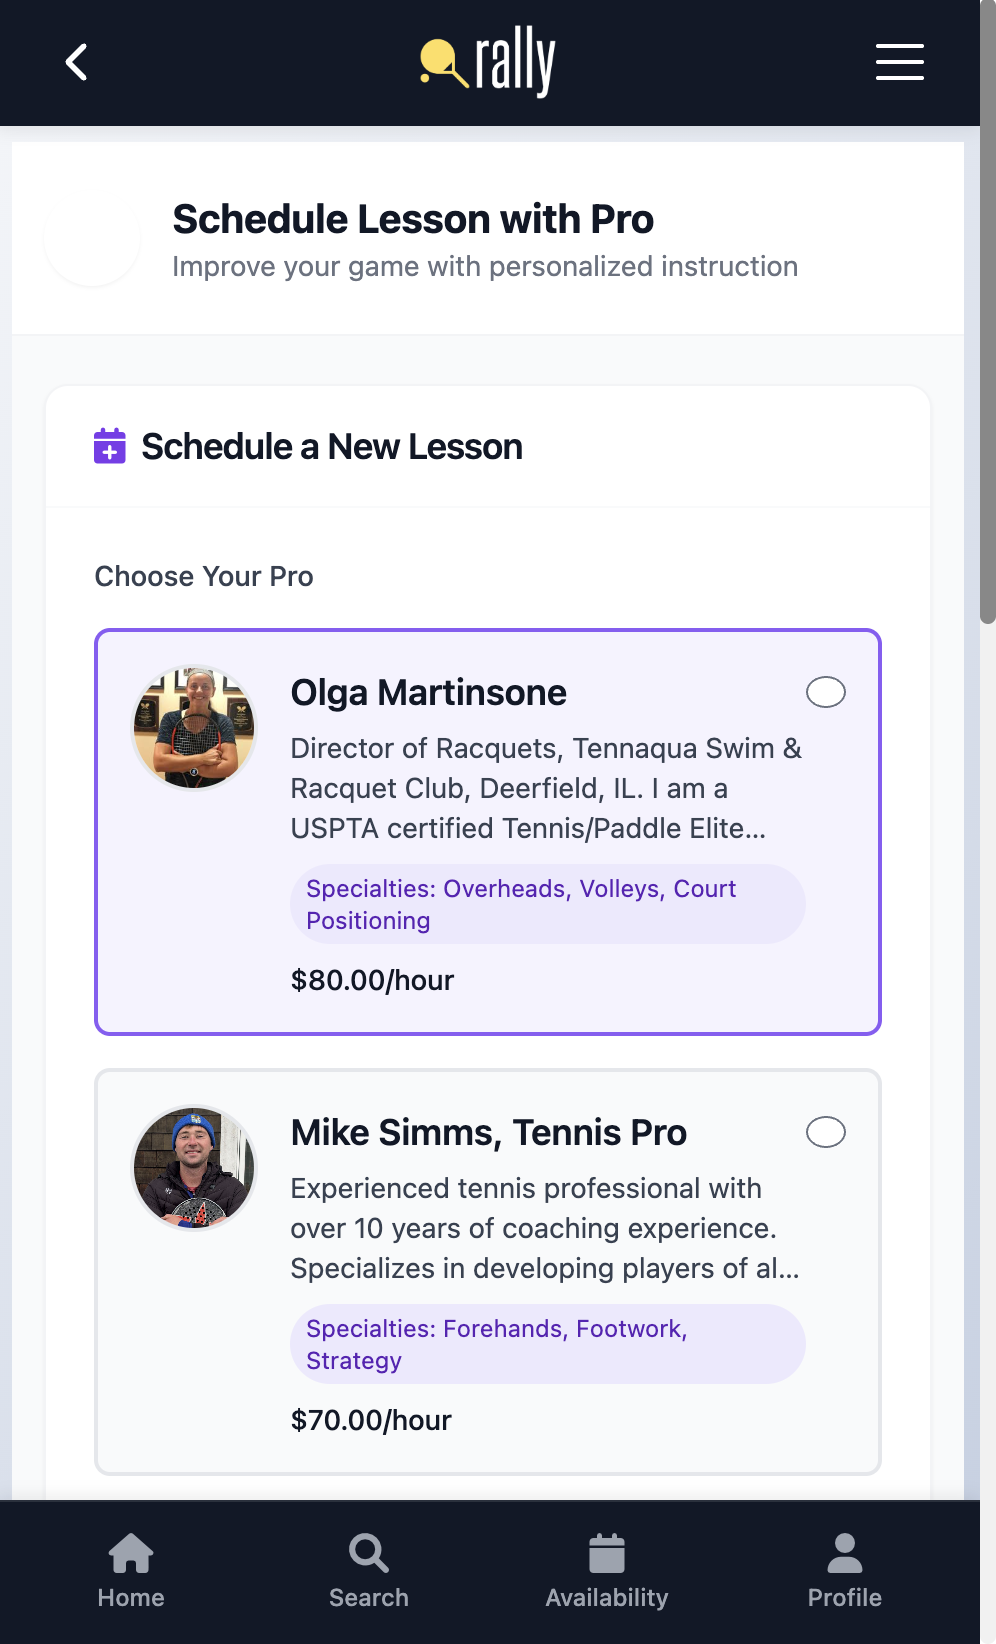 rally
Schedule Lesson with Pro
Improve your game with personalized instruction
Schedule a New Lesson
Choose Your Pro
Olga Martinsone
Director of Racquets, Tennaqua Swim &
Racquet Club, Deerfield, IL. I am a
USPTA certified Tennis/Paddle Elite...
Specialties: Overheads, Volleys, Court
Positioning
$80.00/hour
Mike Simms, Tennis Pro
Experienced tennis professional with
over 10 years of coaching experience.
Specializes in developing players of al...
Specialties: Forehands, Footwork,
Strategy
$70.00/hour
Home
Search
Availability
Profile